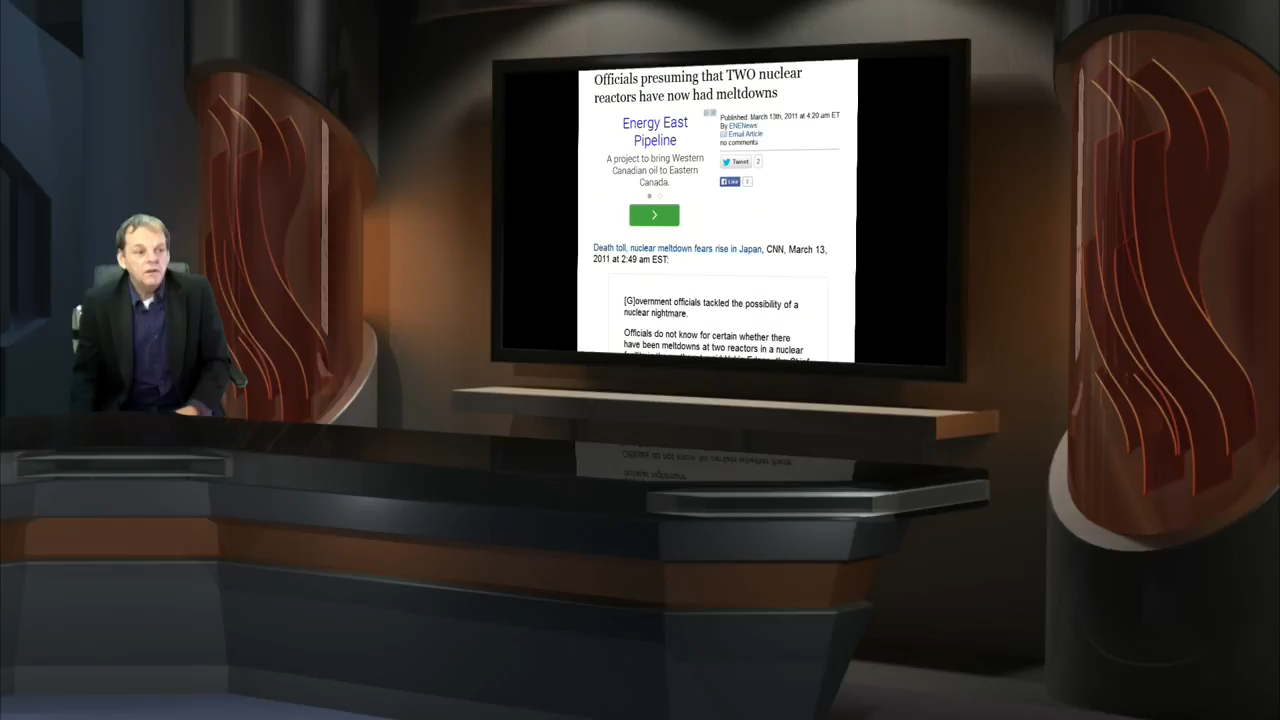 Officials presuming that TWO nuclear
reactors have now had meltdowns
Energy East
Pipeline
A project to bring Western
Canadian oil to Eastern
Canada.
Published: March 13th, 2011 at 4:20 am ET
By ENENews
Email Article
no comments
Tweet 2
Like
Death toll, nuclear meltdown fears rise in Japan, CNN, March 13,
2011 at 2:49 am EST:
[G]overnment officials tackled the possibility of a
nuclear nightmare.
Officials do not know for certain whether there
have been meltdowns at two reactors in a nuclear